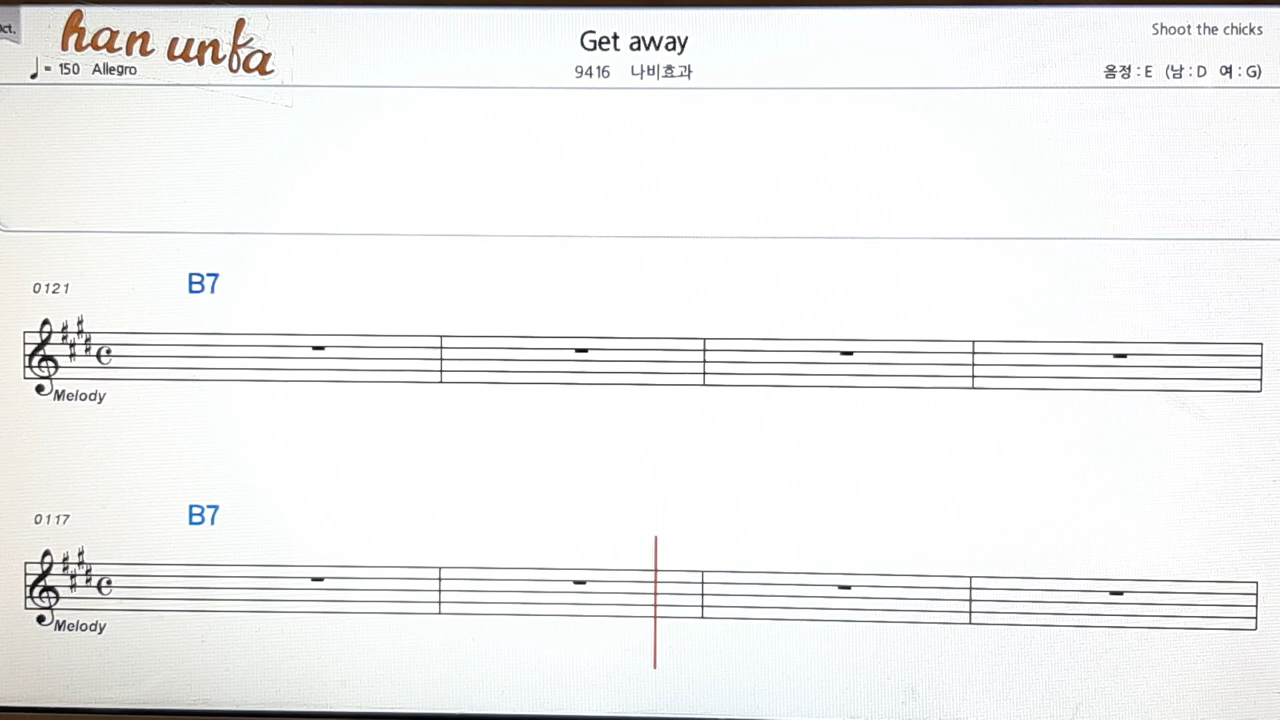 Oct.
han unfa
Get away
Shoot the chicks
♩= 150 Allegro
9416 나비효과
음정 : E (남 : D 여 : G)
0121
B7
Melody
0117
B7
Melody